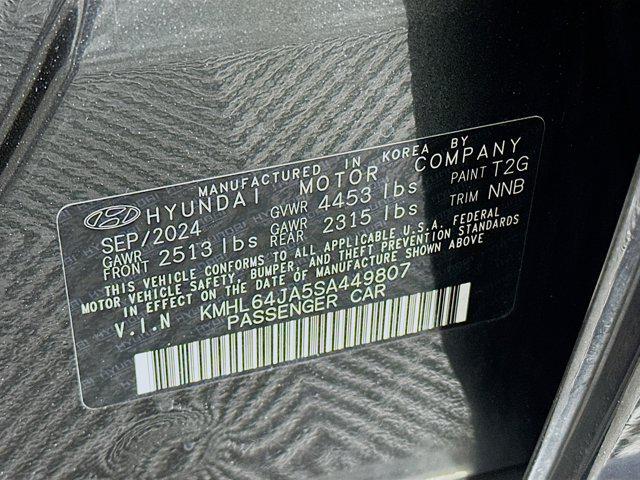 MANUFACTURED IN KOREA BY
HYUNDAI MOTOR COMPANY
SEP/2024 GVWR 4453 lbs PAINT T2G
GAWR FRONT 2513 lbs GAWR REAR 2315 lbs TRIM NNB
THIS VEHICLE CONFORMS TO ALL APPLICABLE U.S.A. FEDERAL
MOTOR VEHICLE SAFETY, BUMPER, AND THEFT PREVENTION STANDARDS
IN EFFECT ON THE DATE OF MANUFACTURE SHOWN ABOVE
V.I.N KMHL64JA5SA449807
PASSENGER CAR